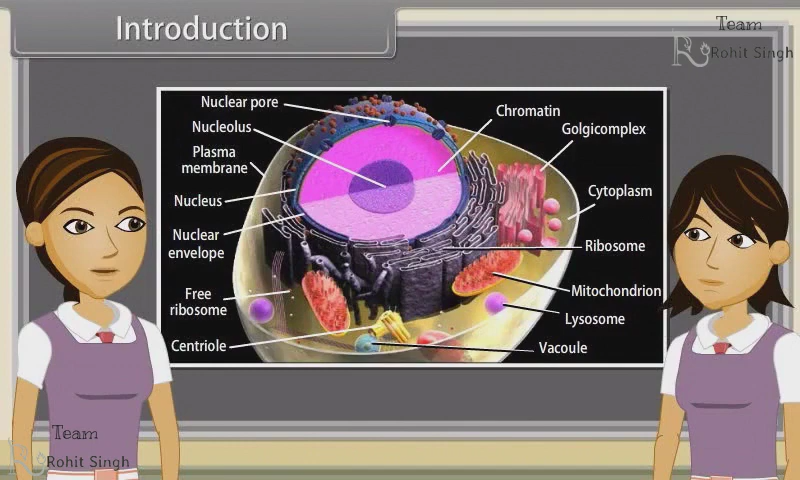 Introduction
Team
Rohit Singh
Nuclear pore
Nucleolus
Plasma
membrane
Nucleus
Nuclear
envelope
Free
ribosome
Centriole
Chromatin
Golgicomplex
Cytoplasm
Ribosome
Mitochondrion
Lysosome
Vacoule
Team
Rohit Singh